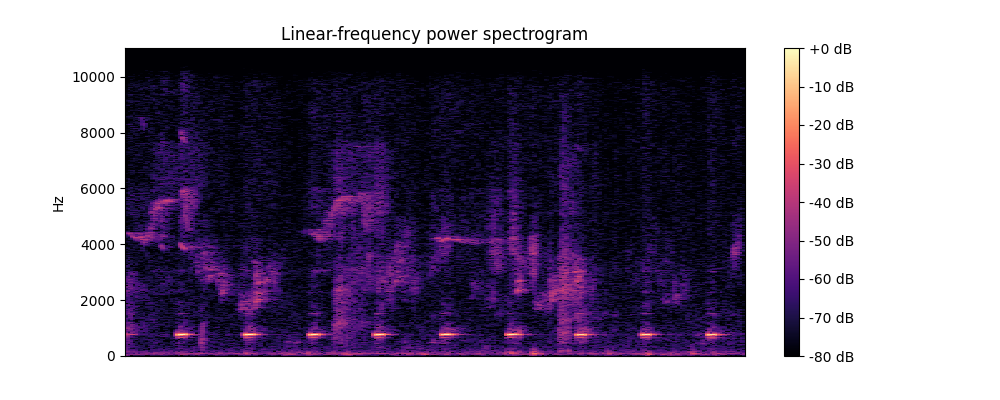 Linear-frequency power spectrogram
Hz
10000
8000
6000
4000
2000
0
+0 dB
-10 dB
-20 dB
-30 dB
-40 dB
-50 dB
-60 dB
-70 dB
-80 dB